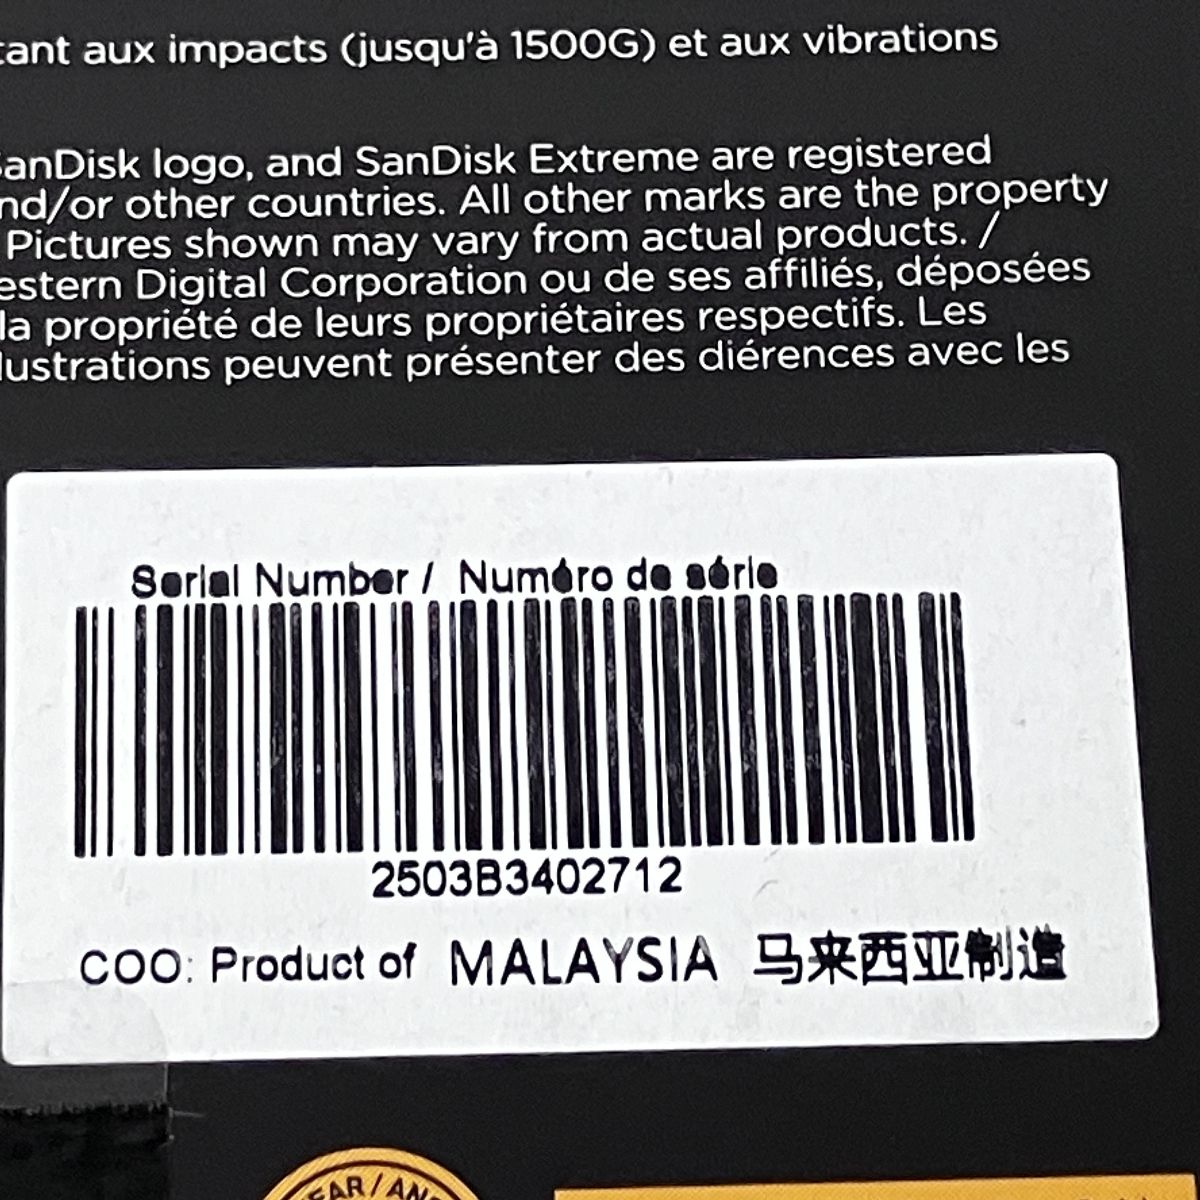 tant aux impacts (jusqu'à 1500G) et aux vibrations
SanDisk logo, and SanDisk Extreme are registered
nd/or other countries. All other marks are the property
Pictures shown may vary from actual products. /
estern Digital Corporation ou de ses affiliés, déposées
la propriété de leurs propriétaires respectifs. Les
llustrations peuvent présenter des diérences avec les
Serial Number / Numéro de série
2503B3402712
COO: Product of MALAYSIA 马来西亚制造
EAR/AN